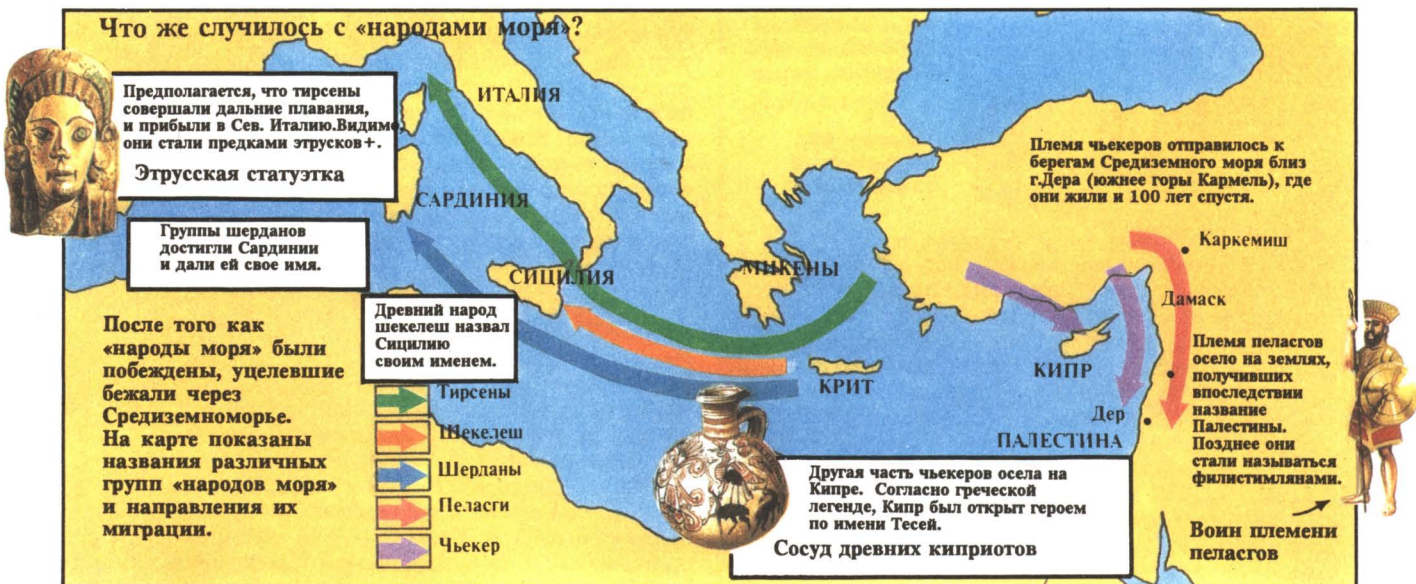 Что же случилось с «народами моря»?
Предполагается, что тирсены
совершали дальние плавания,
и прибыли в Сев. Италию.Видимо,
они стали предками этрусков+.
Этрусская статуэтка
Группы шерданов
достигли Сардинии
и дали ей свое имя.
ИТАЛИЯ
САРДИНИЯ
СИЦИЛИЯ
МИКЕНЫ
КРИТ
КИПР
Племя чьекеров отправилось к
берегам Средиземного моря близ
г.Дера (южнее горы Кармель), где
они жили и 100 лет спустя.
Каркемиш
Дамаск
Дер
ПАЛЕСТИНА
Древний народ
шекелеш назвал
Сицилию
своим именем.
После того как
«народы моря» были
побеждены, уцелевшие
бежали через
Средиземноморье.
На карте показаны
названия различных
групп «народов моря»
и направления их
миграции.
Тирсены
Шекелеш
Шерданы
Пеласги
Чьекер
Другая часть чьекеров осела на
Кипре. Согласно греческой
легенде, Кипр был открыт героем
по имени Тесей.
Сосуд древних киприотов
Племя пеласгов
осело на землях,
получивших
впоследствии
название
Палестины.
Позднее они
стали называться
филистимлянами.
Воин племени
пеласгов